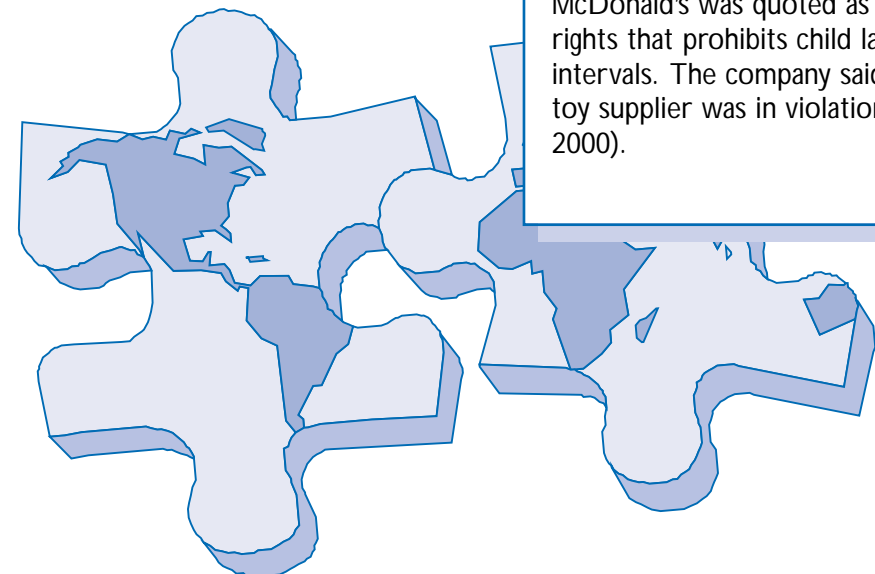 McDonald's was quoted as
rights that prohibits child la
intervals. The company said
toy supplier was in violation
2000).